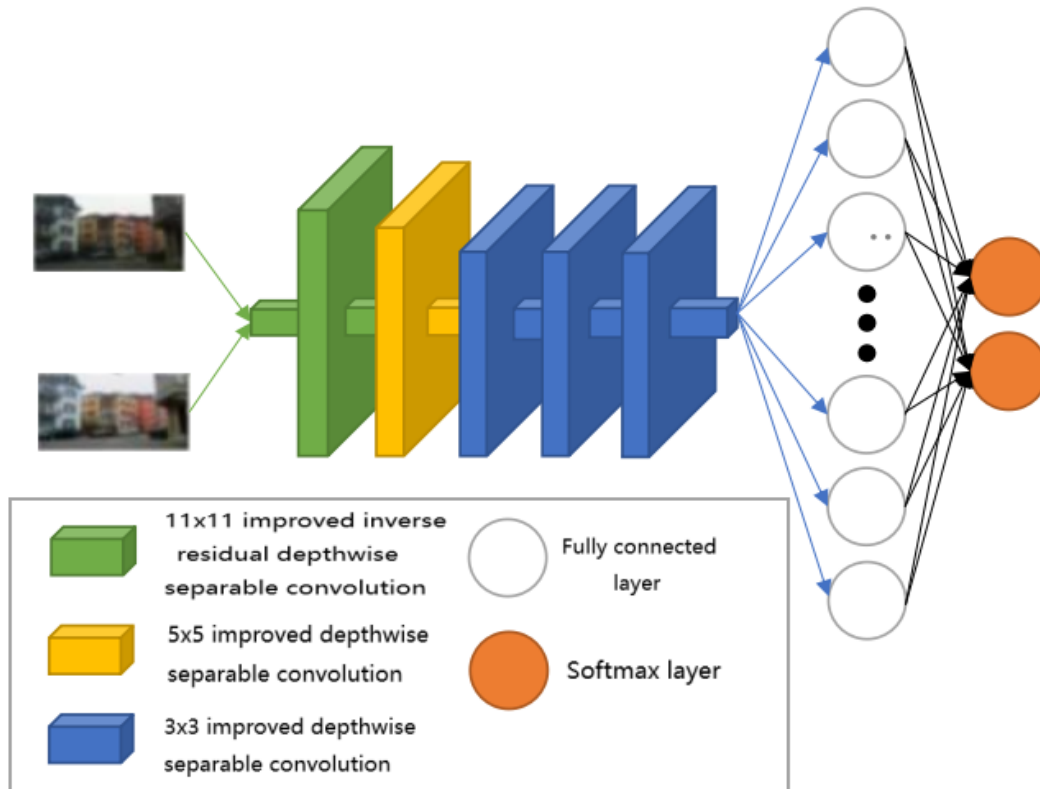 11x11 improved inverse
residual depthwise
separable convolution
Fully connected
layer
5x5 improved depthwise
separable convolution
Softmax layer
3x3 improved depthwise
separable convolution